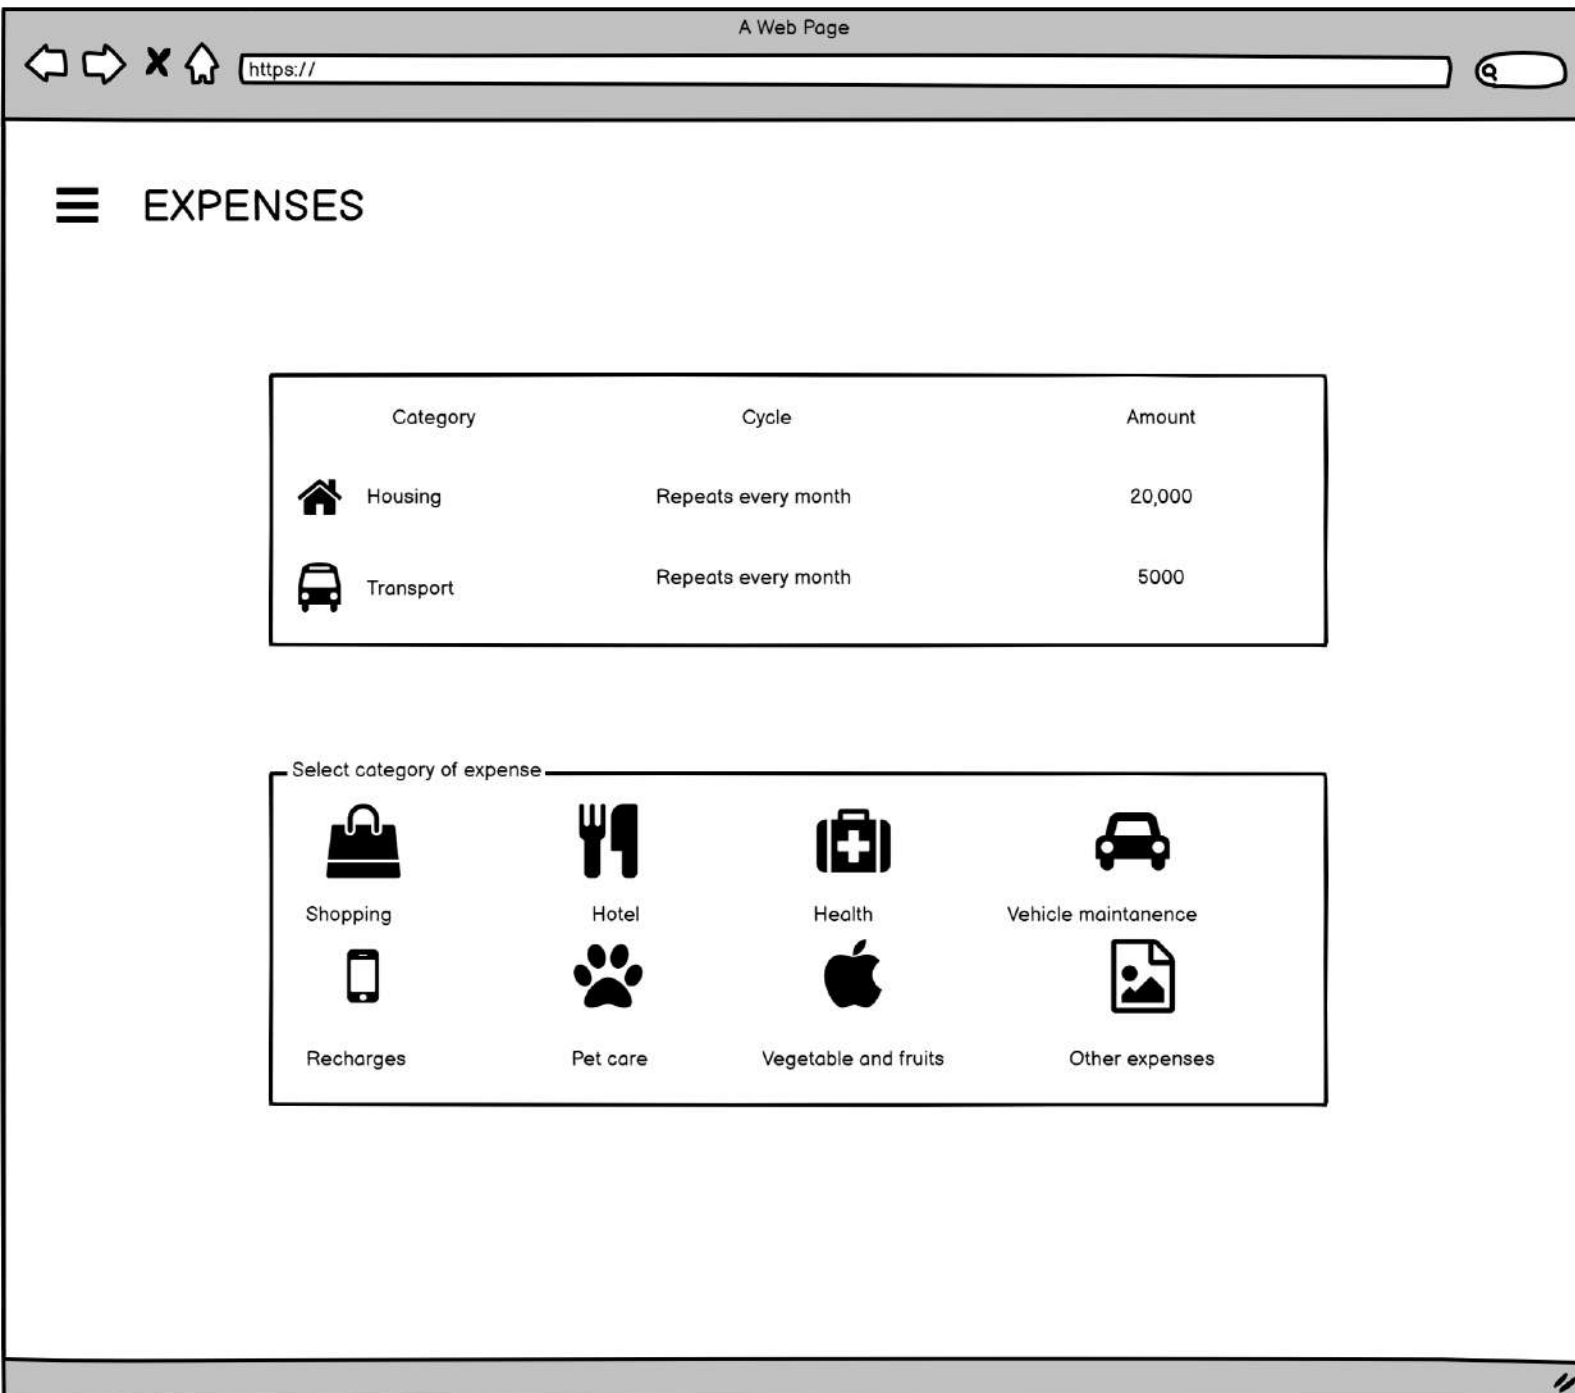 A Web Page
https://
EXPENSES
Category Cycle Amount
Housing Repeats every month 20,000
Transport Repeats every month 5000
Select category of expense
Shopping Hotel Health Vehicle maintanence
Recharges Pet care Vegetable and fruits Other expenses